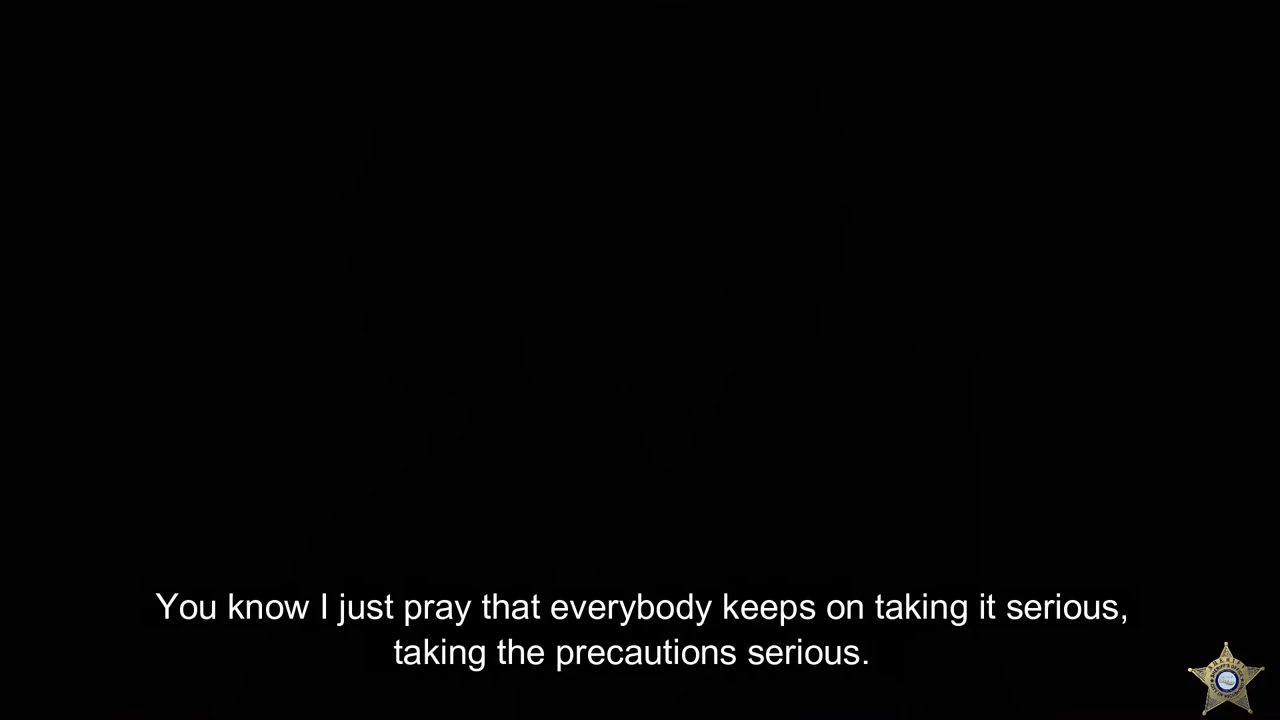 You know I just pray that everybody keeps on taking it serious,
taking the precautions serious.